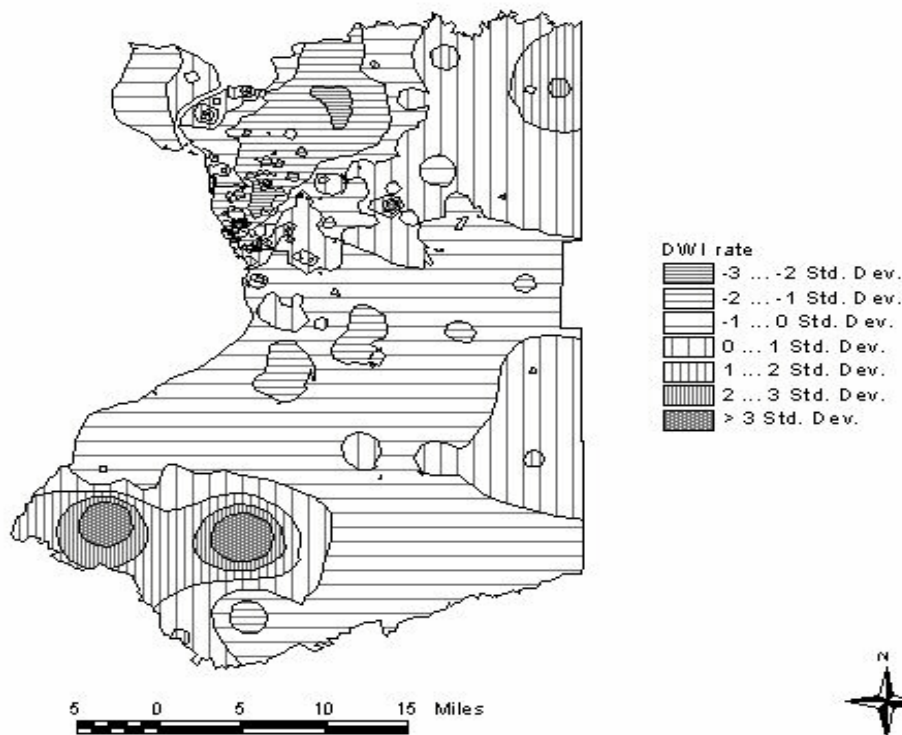 DWI rate
-3 ... -2 Std. Dev.
-2 ... -1 Std. Dev.
-1 ... 0 Std. Dev.
0 ... 1 Std. Dev.
1 ... 2 Std. Dev.
2 ... 3 Std. Dev.
> 3 Std. Dev.
5 0 5 10 15 Miles
N